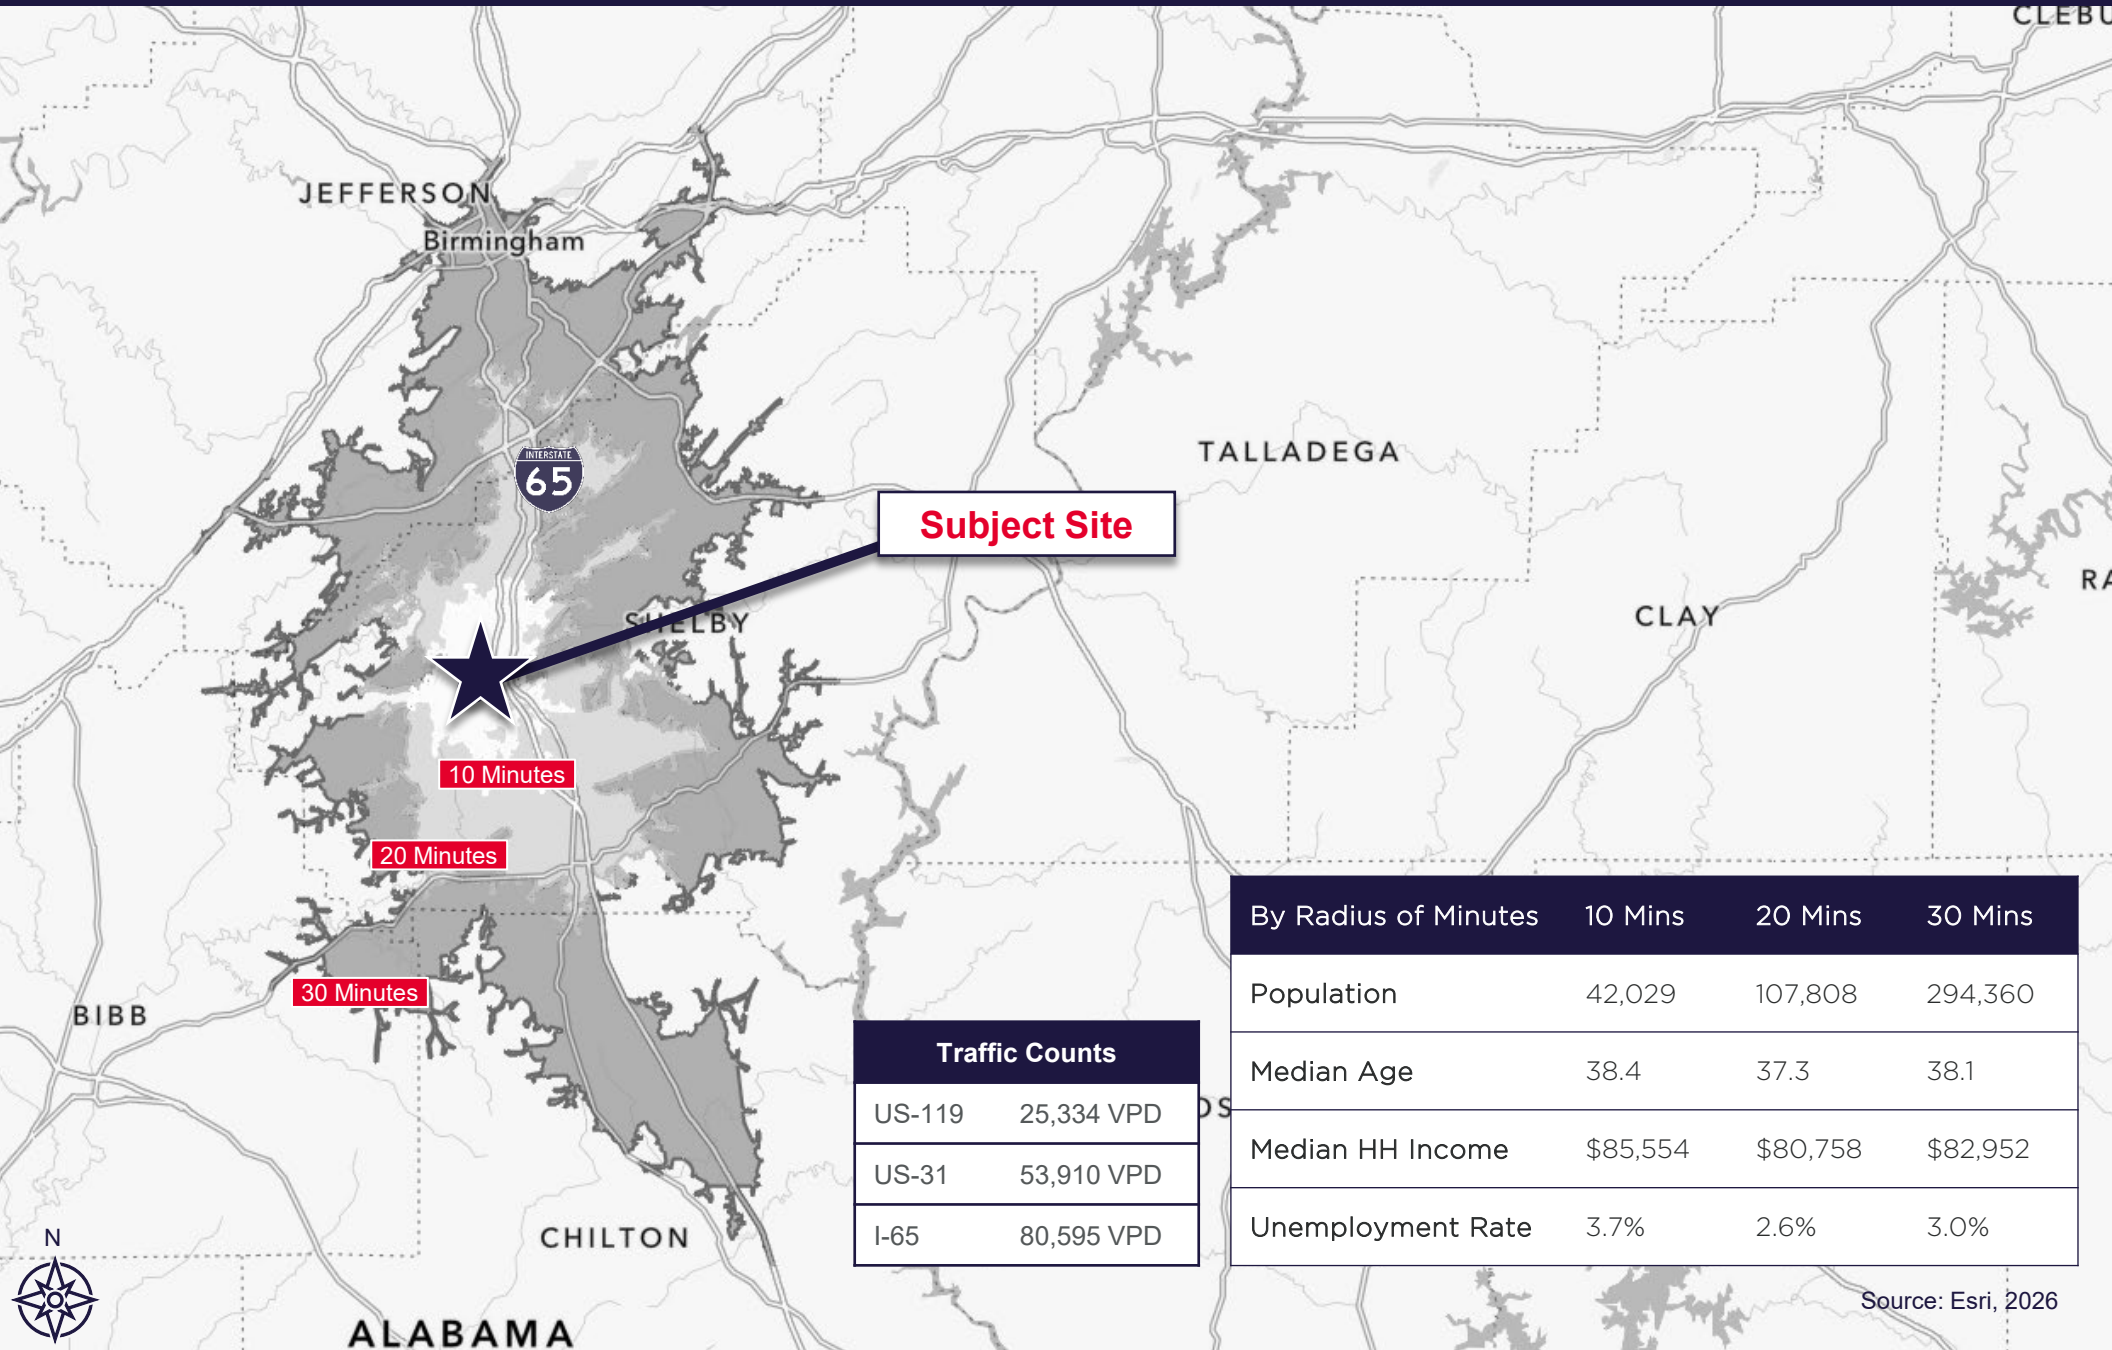 CLEBU
JEFFERSON
Birmingham
INTERSTATE
65
TALLADEGA
Subject Site
SHELBY
CLAY
RA
10 Minutes
20 Minutes
30 Minutes
BIBB
By Radius of Minutes 10 Mins 20 Mins 30 Mins
Population 42,029 107,808 294,360
Median Age 38.4 37.3 38.1
Median HH Income $85,554 $80,758 $82,952
Unemployment Rate 3.7% 2.6% 3.0%
Traffic Counts
US-119 25,334 VPD
US-31 53,910 VPD
I-65 80,595 VPD
CHILTON
N
ALABAMA
Source: Esri, 2026